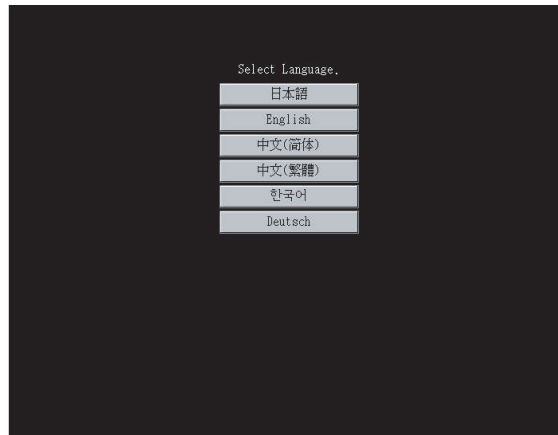 Select Language.
日本語
English
中文(简体)
中文(繁體)
한국어
Deutsch